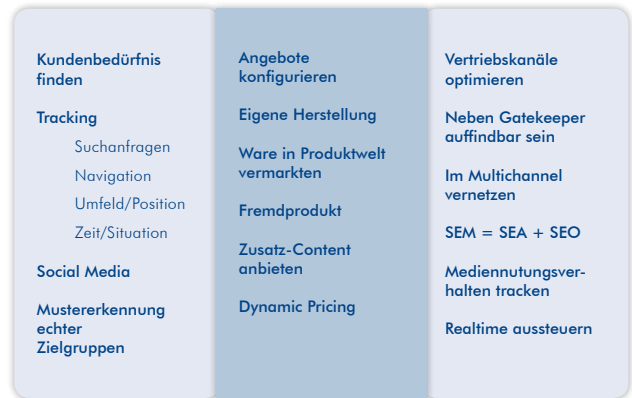 Kundenbedürfnis
finden
Tracking
Suchanfragen
Navigation
Umfeld/Position
Zeit/Situation
Social Media
Mustererkennung
echter
Zielgruppen
Angebote
konfigurieren
Eigene Herstellung
Ware in Produktwelt
vermarkten
Fremdprodukt
Zusatz-Content
anbieten
Dynamic Pricing
Vertriebskanäle
optimieren
Neben Gatekeeper
auffindbar sein
Im Multichannel
vernetzen
SEM = SEA + SEO
Mediennutzungsver-
halten tracken
Realtime aussteuern